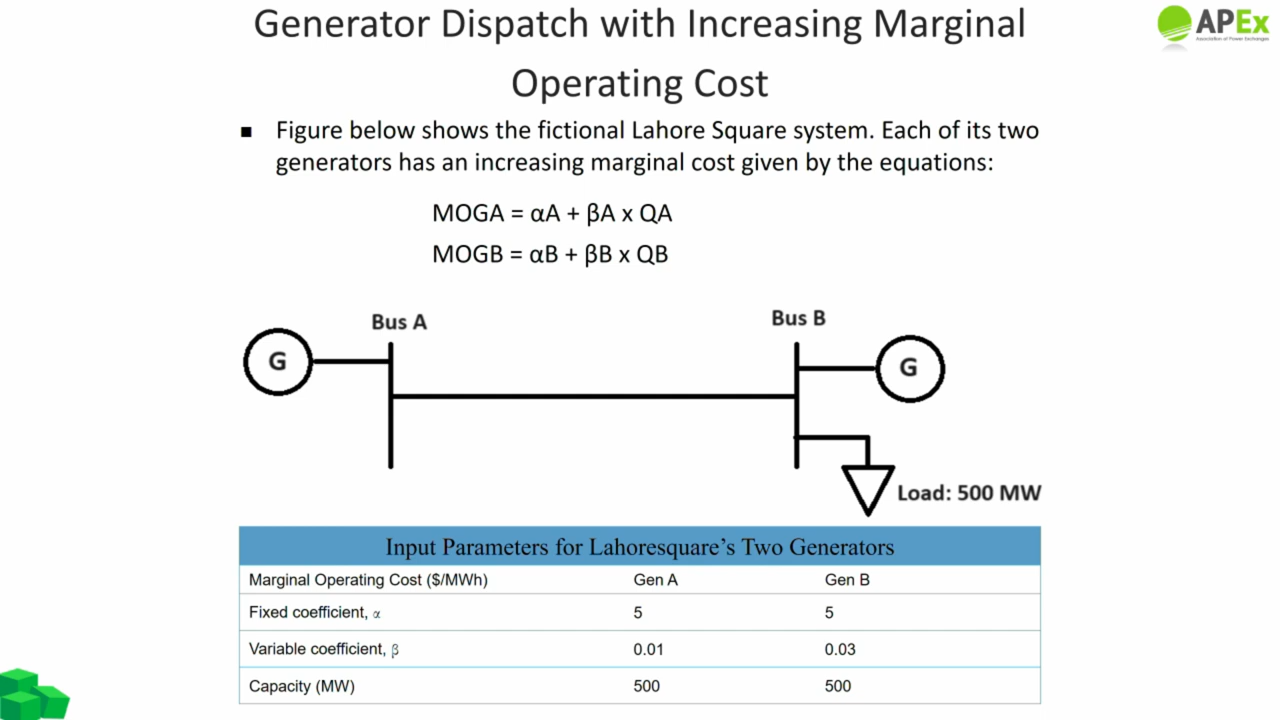 Generator Dispatch with Increasing Marginal
Operating Cost
APEx
Association of Power Exchanges
■ Figure below shows the fictional Lahore Square system. Each of its two
generators has an increasing marginal cost given by the equations:
MOGA = αA + βA x QA
MOGB = αB + βB x QB
Bus A
Bus B
G
G
Load: 500 MW
Input Parameters for Lahoresquare’s Two Generators
Marginal Operating Cost ($/MWh) Gen A Gen B
Fixed coefficient, α 5 5
Variable coefficient, β 0.01 0.03
Capacity (MW) 500 500